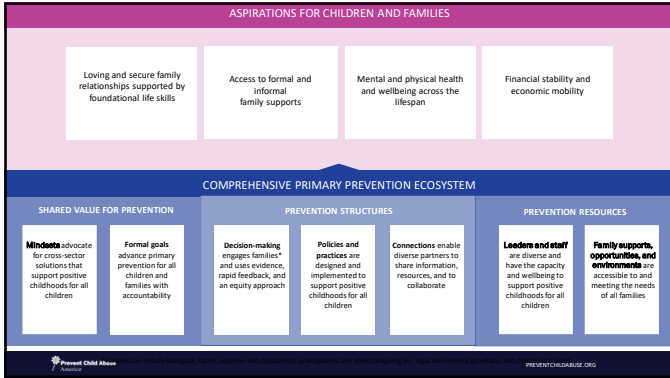 ASPIRATIONS FOR CHILDREN AND FAMILIES
Loving and secure family
relationships supported by
foundational life skills
Access to formal and
informal
family supports
Mental and physical health
and wellbeing across the
lifespan
Financial stability and
economic mobility
COMPREHENSIVE PRIMARY PREVENTION ECOSYSTEM
SHARED VALUE FOR PREVENTION
Mindsets advocate
for cross-sector
solutions that
support positive
childhoods for all
children
Formal goals
advance primary
prevention for all
children and
families with
accountability
PREVENTION STRUCTURES
Decision-making
engages families* 
and uses evidence,
rapid feedback, and
an equity approach
Policies and
practices are
designed and
implemented to
support positive
childhoods for all
children
Connections enable
diverse partners to
share information,
resources, and to
collaborate
PREVENTION RESOURCES
Leaders and staff
are diverse and
have the capacity
and wellbeing to
support positive
childhoods for all
children
Family supports,
opportunities, and
environments are
accessible to and
meeting the needs
of all families
Prevent Child Abuse
America
PREVENTCHILDABUSE.ORG